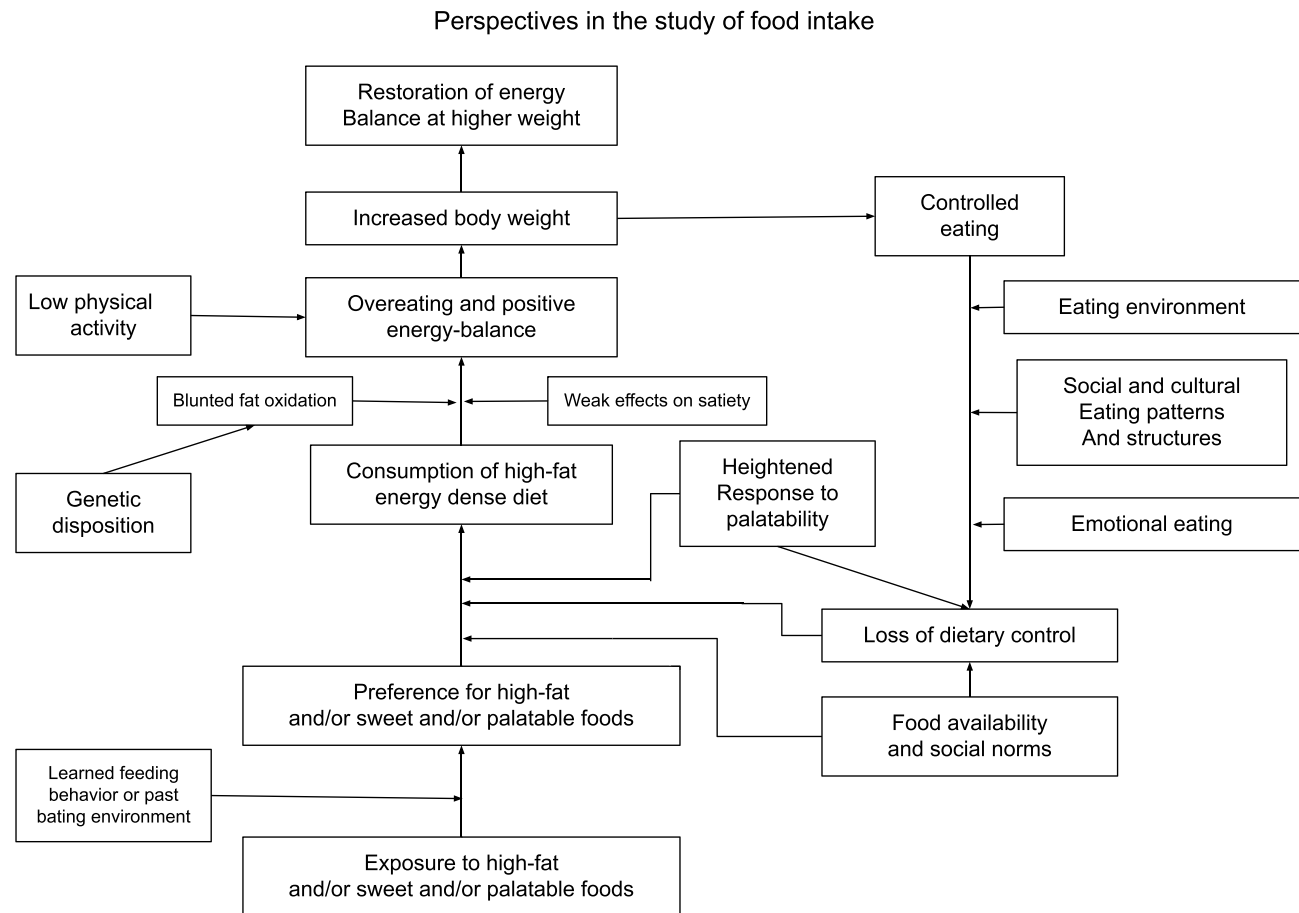 Perspectives in the study of food intake
Restoration of energy
Balance at higher weight
Increased body weight
Controlled
eating
Low physical
activity
Overeating and positive
energy-balance
Eating environment
Blunted fat oxidation
Weak effects on satiety
Social and cultural
Eating patterns
And structures
Genetic
disposition
Consumption of high-fat
energy dense diet
Heightened
Response to
palatability
Emotional eating
Loss of dietary control
Preference for high-fat
and/or sweet and/or palatable foods
Food availability
and social norms
Learned feeding
behavior or past
bating environment
Exposure to high-fat
and/or sweet and/or palatable foods